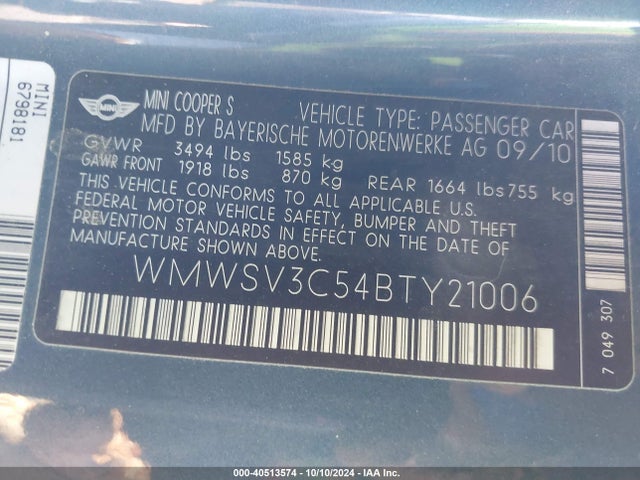 MINI
6798181
MINI
MINI COOPER S
VEHICLE TYPE: PASSENGER CAR
MFD BY BAYERISCHE MOTORENWERKE AG 09/10
GVWR 3494 lbs 1585 kg
GAWR FRONT 1918 lbs 870 kg REAR 1664 lbs 755 kg
THIS VEHICLE CONFORMS TO ALL APPLICABLE U.S.
FEDERAL MOTOR VEHICLE SAFETY, BUMPER AND THEFT
PREVENTION STANDARDS IN EFFECT ON THE DATE OF
MANUFACTURE SHOWN ABOVE.
WMWSV3C54BTY21006
7 049 307
000-40513574 - 10/10/2024 - IAA Inc.